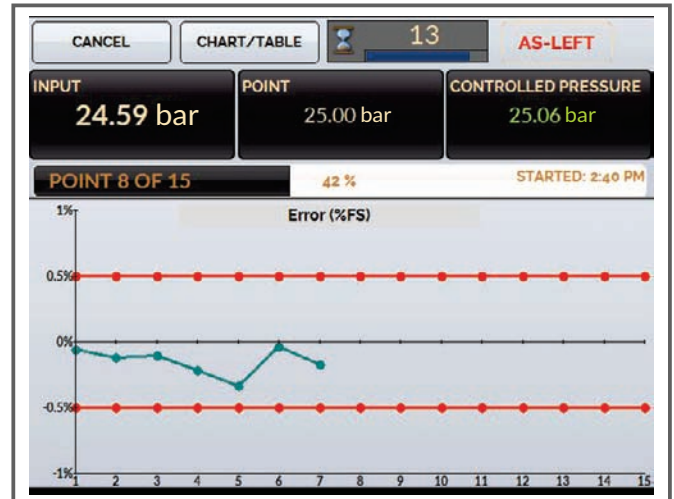 CANCEL CHART/TABLE 13 AS-LEFT
INPUT POINT CONTROLLED PRESSURE
24.59 bar 25.00 bar 25.06 bar
POINT 8 OF 15 42 % STARTED: 2:40 PM
Error (%FS)
1%
0.5%
0%
-0.5%
-1%
1 2 3 4 5 6 7 8 9 10 11 12 13 14 15